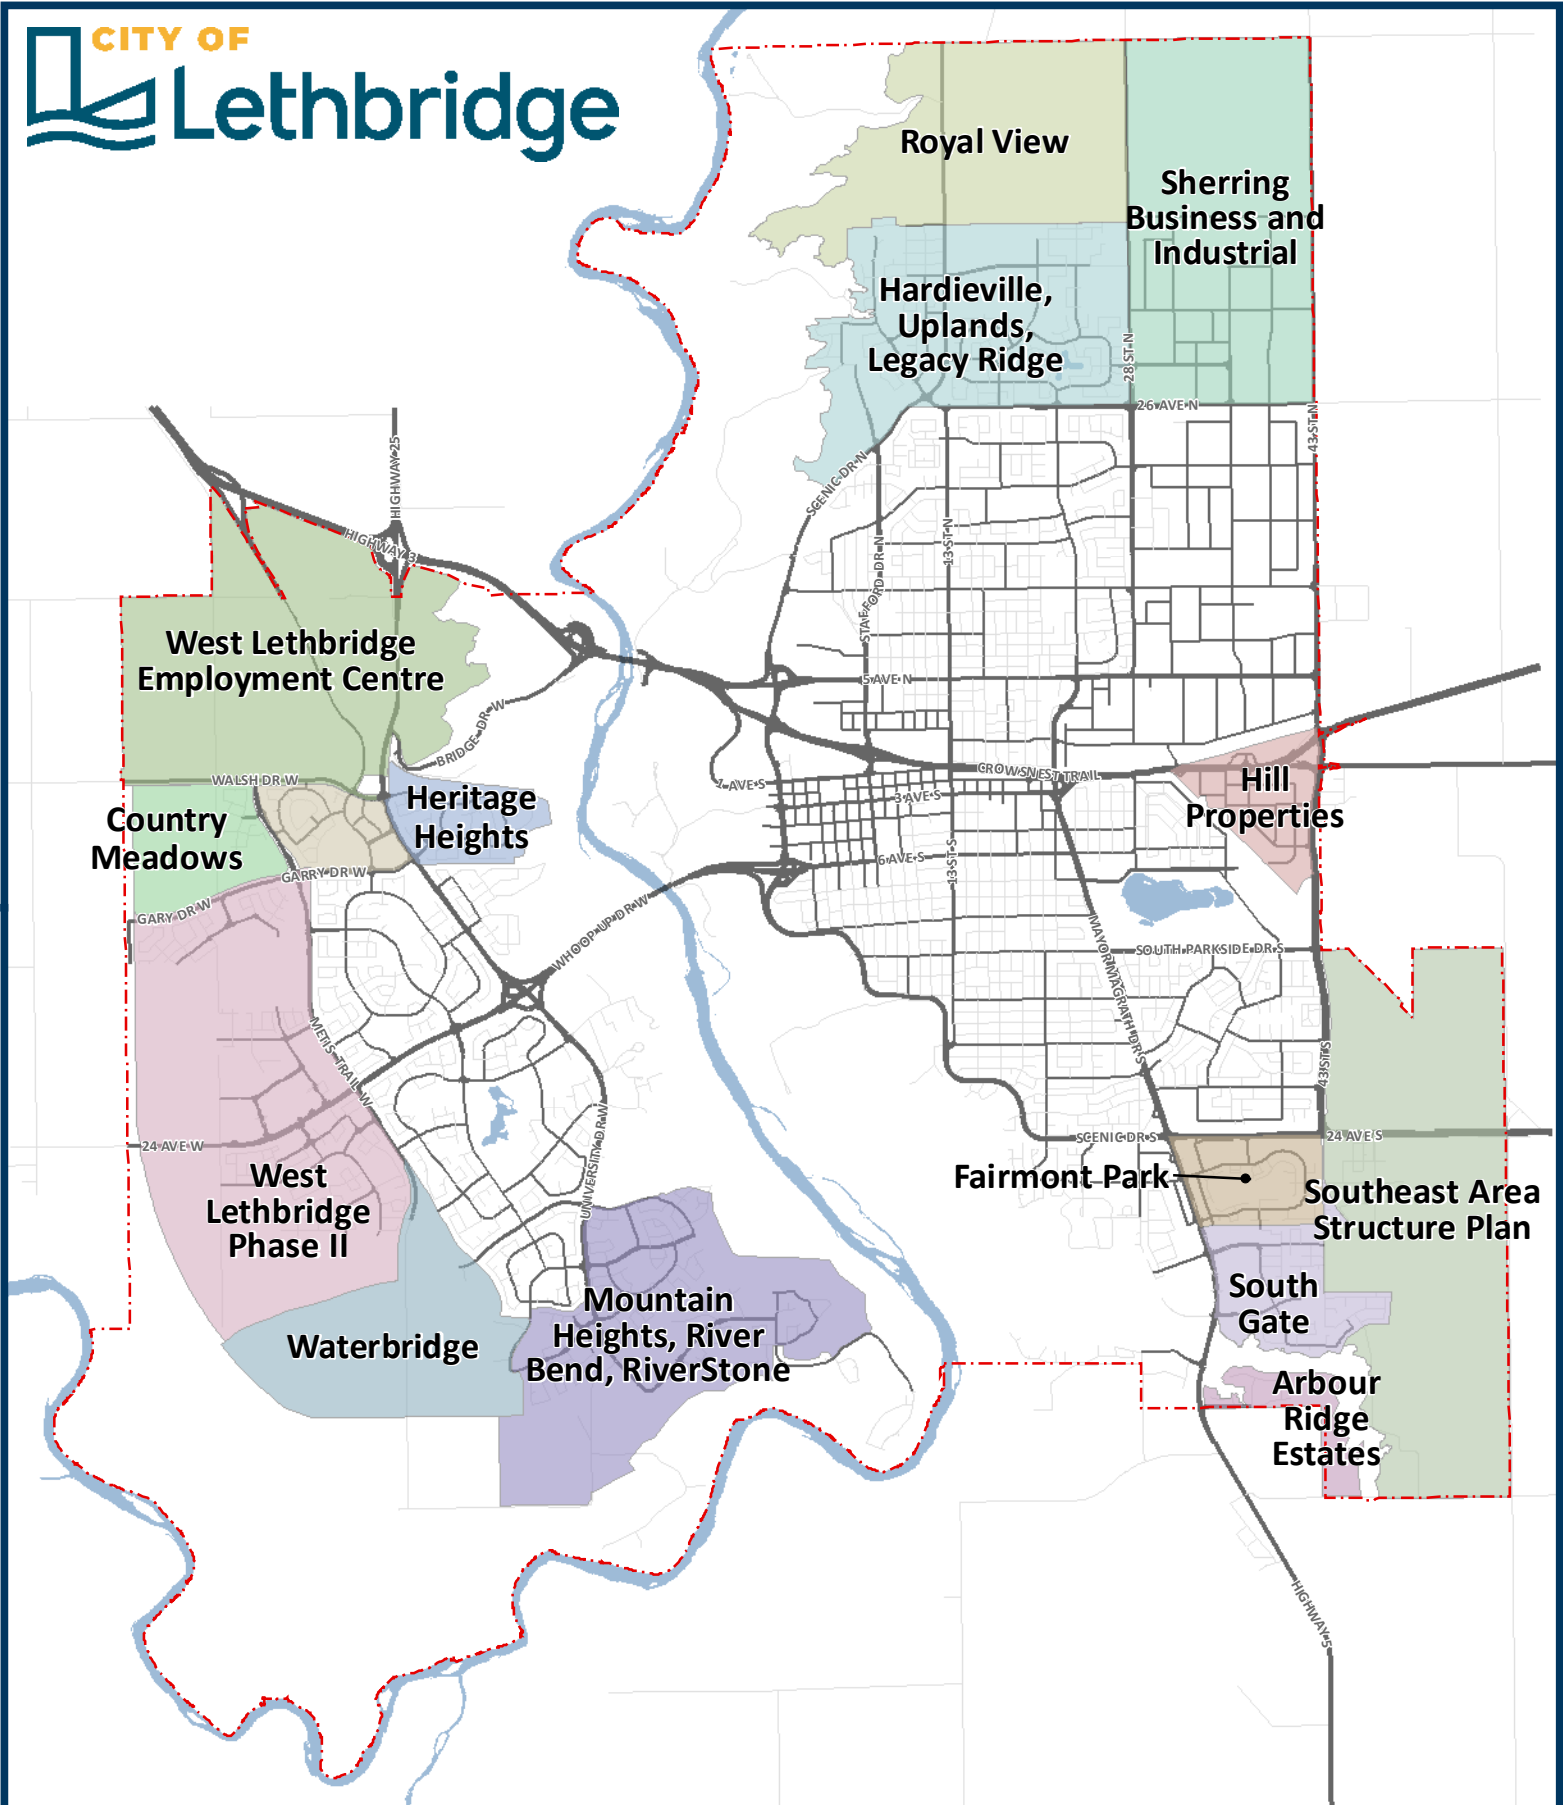 CITY OF
Lethbridge
Royal View
Sherring
Business and
Industrial
Hardieville,
Uplands,
Legacy Ridge
28 ST N
26 AVE N
43 ST N
SCENIC DR N
HIGHWAY 25
HIGHWAY 3
STAFFORD DR N
13 ST N
West Lethbridge
Employment Centre
5 AVE N
BRIDGE DR W
WALSH DR W
1 AVE S
CROWSNEST TRAIL
3 AVE S
Hill
Properties
Heritage
Heights
Country
Meadows
6 AVE S
13 ST S
GARRY DR W
GARY DR W
WHOOP UP DR W
MAYOR MAGRATH DR S
SOUTH PARKSIDE DR S
METIS TRAIL W
43 ST S
24 AVE W
UNIVERSITY DR W
SCENIC DR S
24 AVE S
Fairmont Park
West
Lethbridge
Phase II
Southeast Area
Structure Plan
South
Gate
Mountain
Heights, River
Bend, RiverStone
Waterbridge
Arbour
Ridge
Estates
HIGHWAY 5